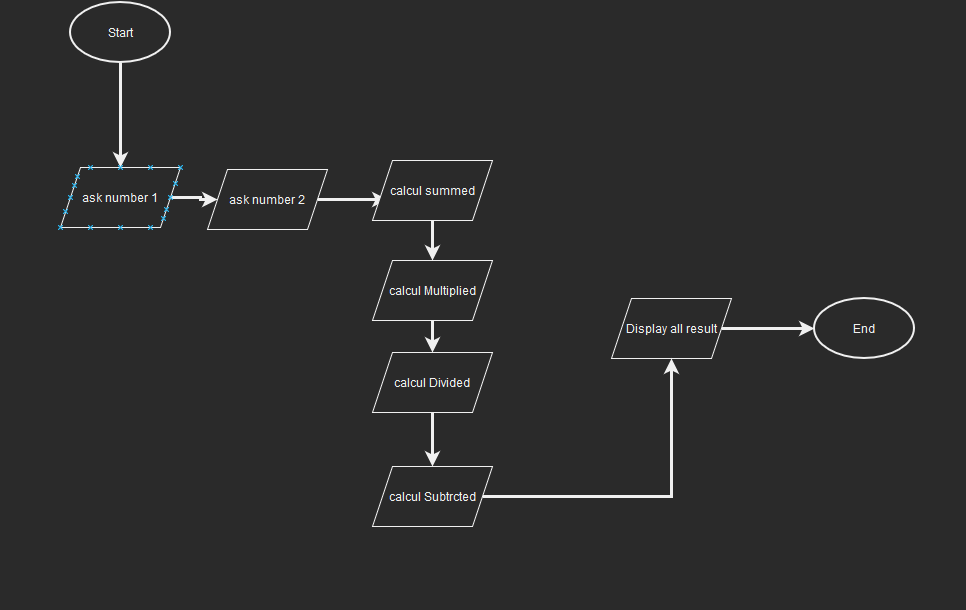 Start
ask number 1
ask number 2
calcul summed
calcul Multiplied
calcul Divided
calcul Subtrcted
Display all result
End